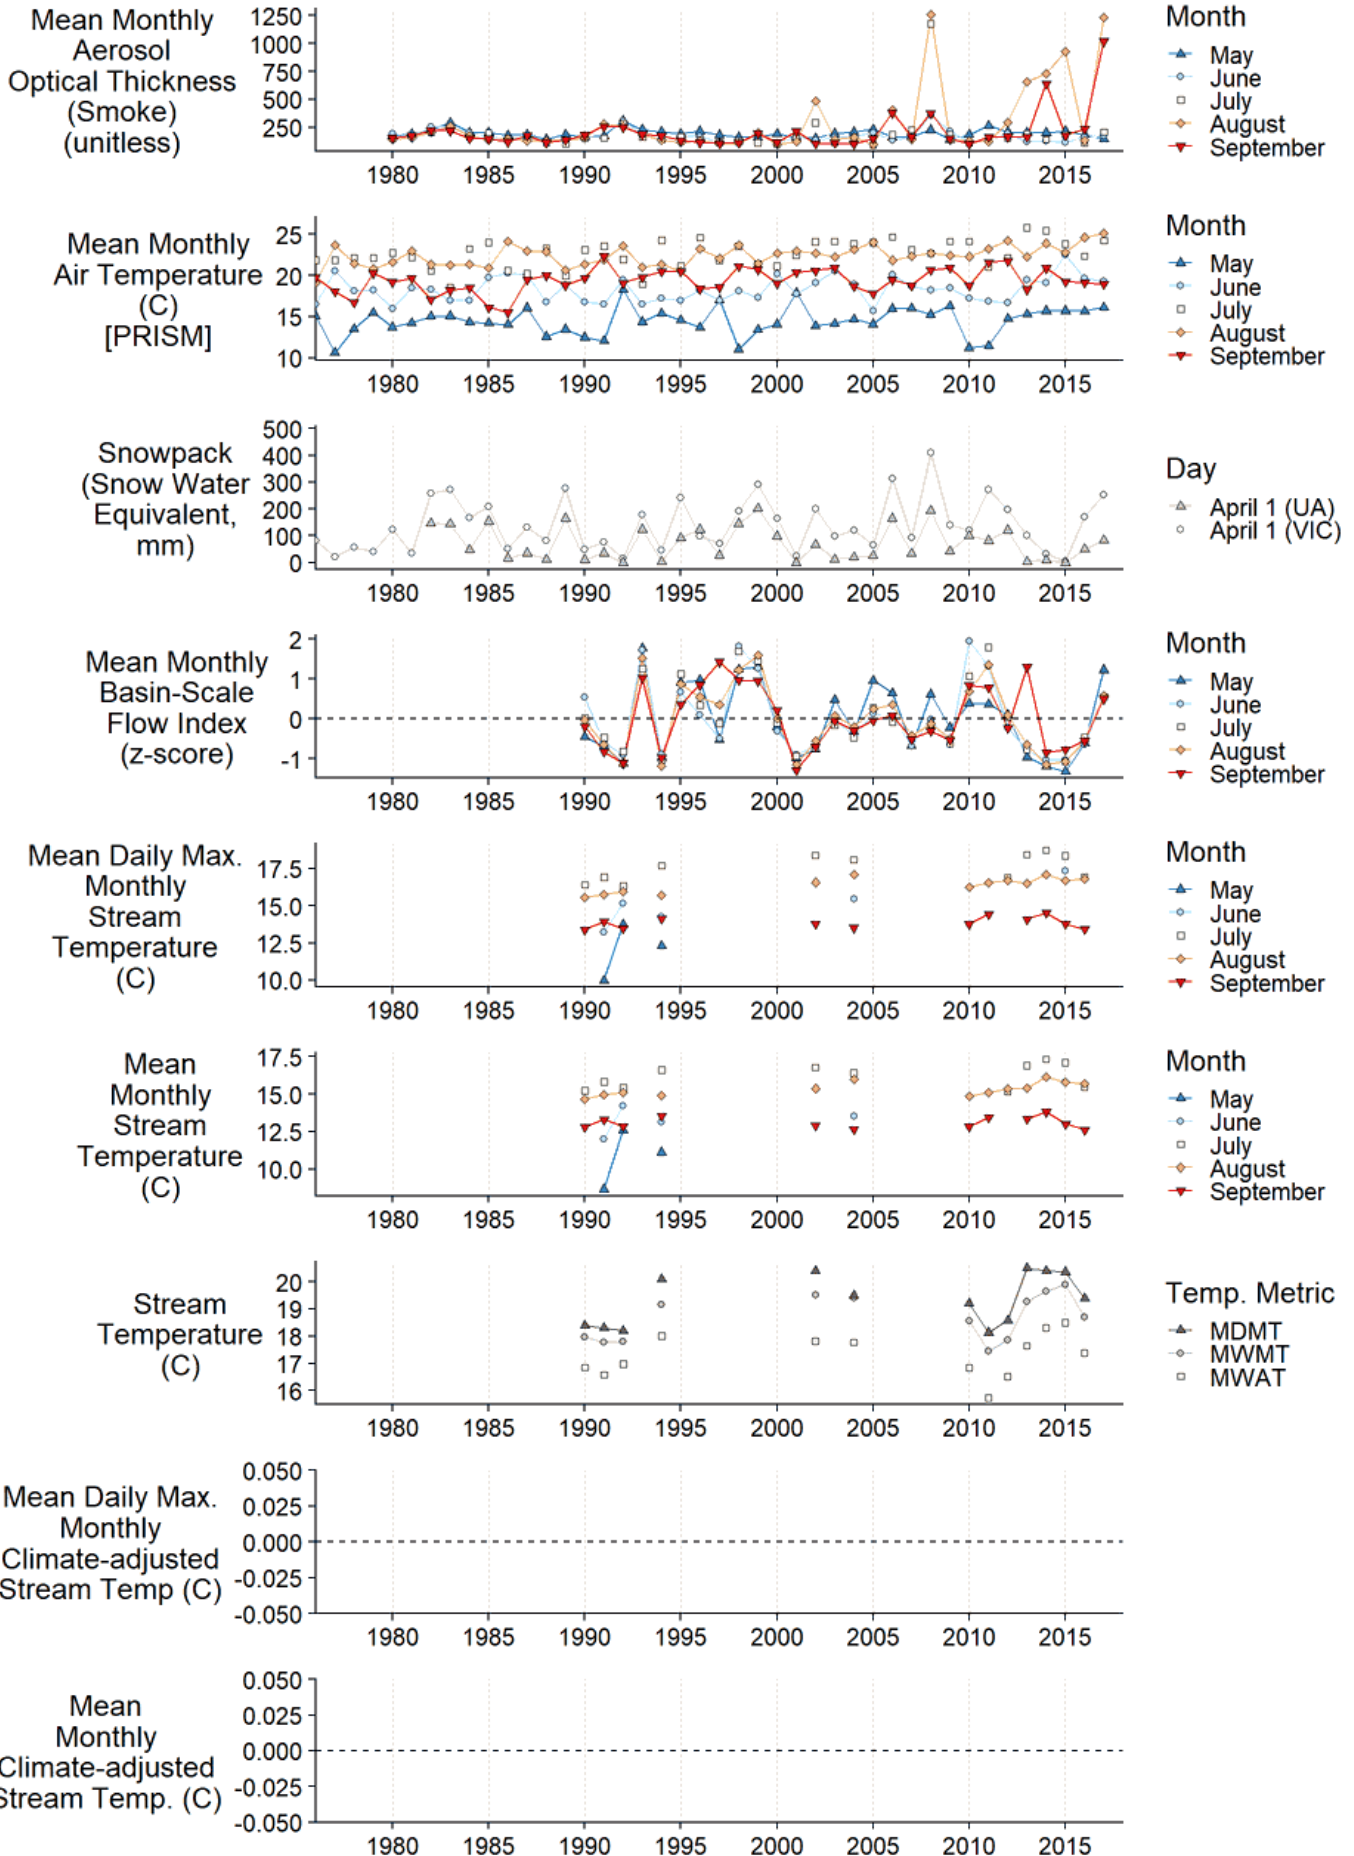 Mean Monthly
Aerosol
Optical Thickness
(Smoke)
(unitless)
1250
1000
750
500
250
1980 1985 1990 1995 2000 2005 2010 2015
Month
May
June
July
August
September
Mean Monthly
Air Temperature
(C)
[PRISM]
25
20
15
10
1980 1985 1990 1995 2000 2005 2010 2015
Month
May
June
July
August
September
Snowpack
(Snow Water
Equivalent,
mm)
500
400
300
200
100
0
1980 1985 1990 1995 2000 2005 2010 2015
Day
April 1 (UA)
April 1 (VIC)
Mean Monthly
Basin-Scale
Flow Index
(z-score)
2
1
0
-1
1980 1985 1990 1995 2000 2005 2010 2015
Month
May
June
July
August
September
Mean Daily Max.
Monthly
Stream
Temperature
(C)
17.5
15.0
12.5
10.0
1980 1985 1990 1995 2000 2005 2010 2015
Month
May
June
July
August
September
Mean
Monthly
Stream
Temperature
(C)
17.5
15.0
12.5
10.0
1980 1985 1990 1995 2000 2005 2010 2015
Month
May
June
July
August
September
Stream
Temperature
(C)
20
19
18
17
16
1980 1985 1990 1995 2000 2005 2010 2015
Temp. Metric
MDMT
MWMT
MWAT
Mean Daily Max.
Monthly
Climate-adjusted
Stream Temp (C)
0.050
0.025
0.000
-0.025
-0.050
1980 1985 1990 1995 2000 2005 2010 2015
Mean
Monthly
Climate-adjusted
Stream Temp. (C)
0.050
0.025
0.000
-0.025
-0.050
1980 1985 1990 1995 2000 2005 2010 2015